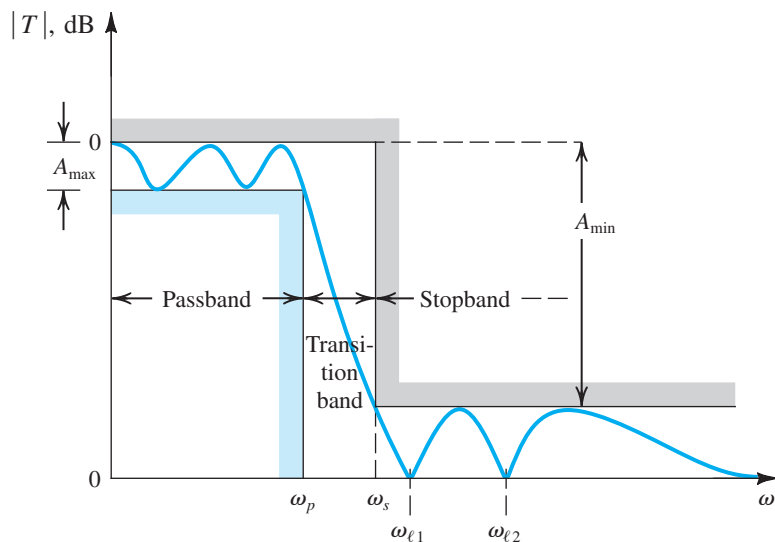 |T|, dB
0
A_max
A_min
Passband
Stopband
Transi-
tion
band
0
ω_p
ω_s
ω
ω_ℓ1
ω_ℓ2